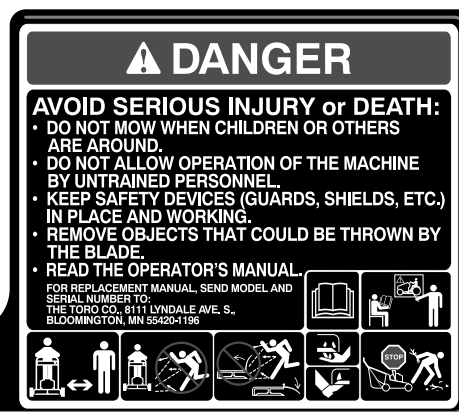 DANGER
AVOID SERIOUS INJURY or DEATH:
• DO NOT MOW WHEN CHILDREN OR OTHERS
ARE AROUND.
• DO NOT ALLOW OPERATION OF THE MACHINE
BY UNTRAINED PERSONNEL.
• KEEP SAFETY DEVICES (GUARDS, SHIELDS, ETC.)
IN PLACE AND WORKING.
• REMOVE OBJECTS THAT COULD BE THROWN BY
THE BLADE.
• READ THE OPERATOR'S MANUAL.
FOR REPLACEMENT MANUAL, SEND MODEL AND
SERIAL NUMBER TO:
THE TORO CO., 8111 LYNDALE AVE. S.,
BLOOMINGTON, MN 55420-1196
STOP